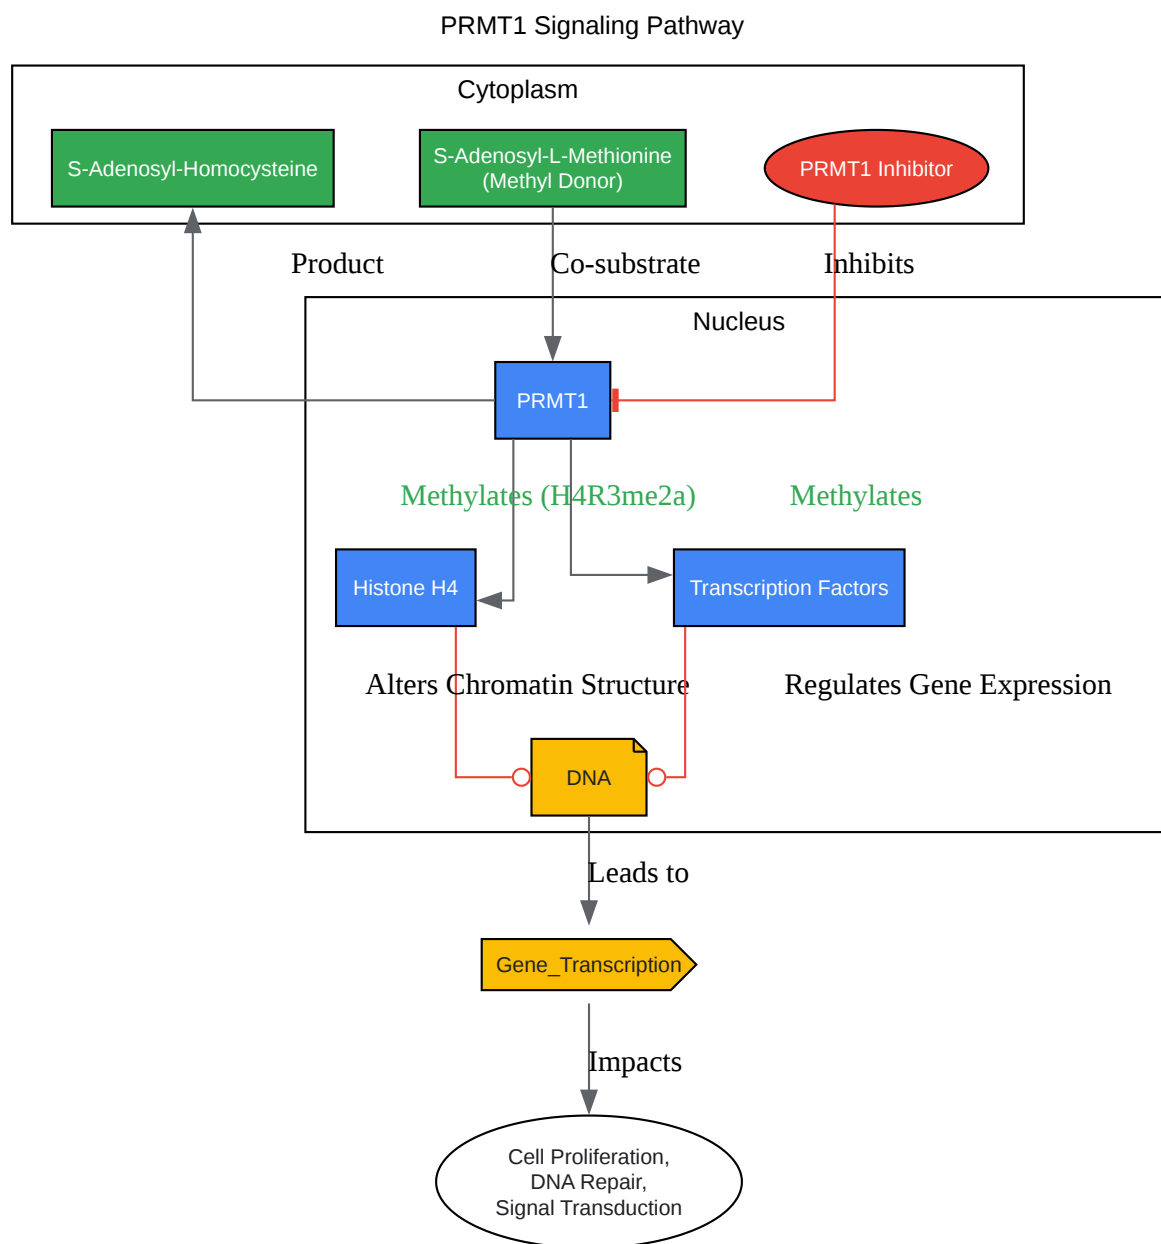 PRMT1 Signaling Pathway
Cytoplasm
S-Adenosyl-Homocysteine
S-Adenosyl-L-Methionine
(Methyl Donor)
PRMT1 Inhibitor
Product
Co-substrate
Inhibits
Nucleus
PRMT1
Methylates (H4R3me2a)
Methylates
Histone H4
Transcription Factors
Alters Chromatin Structure
Regulates Gene Expression
DNA
Leads to
Gene_Transcription
Impacts
Cell Proliferation,
DNA Repair,
Signal Transduction